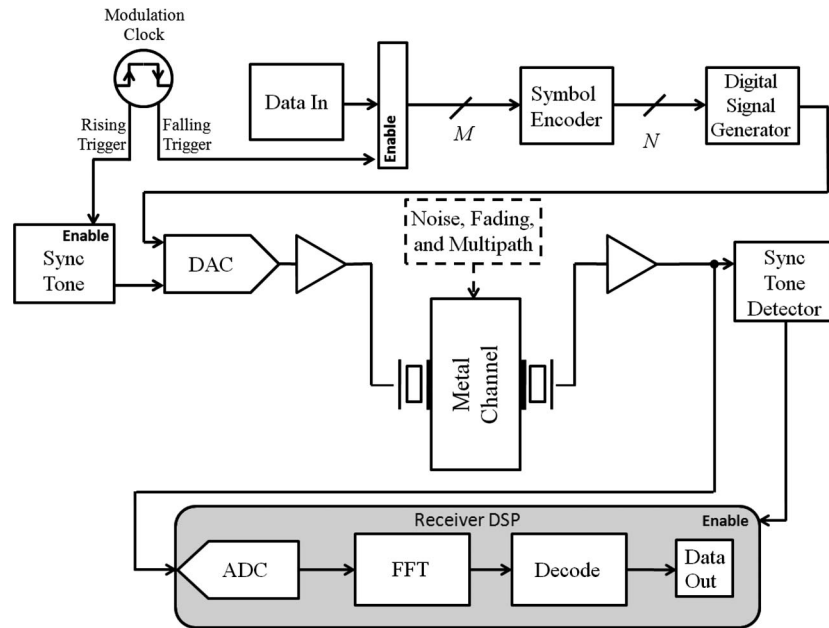 Modulation
Clock
Rising
Trigger
Falling
Trigger
Data In
Enable
M
Symbol
Encoder
N
Digital
Signal
Generator
Enable
Sync
Tone
DAC
Noise, Fading,
and Multipath
Metal
Channel
Sync
Tone
Detector
Receiver DSP
Enable
ADC
FFT
Decode
Data
Out